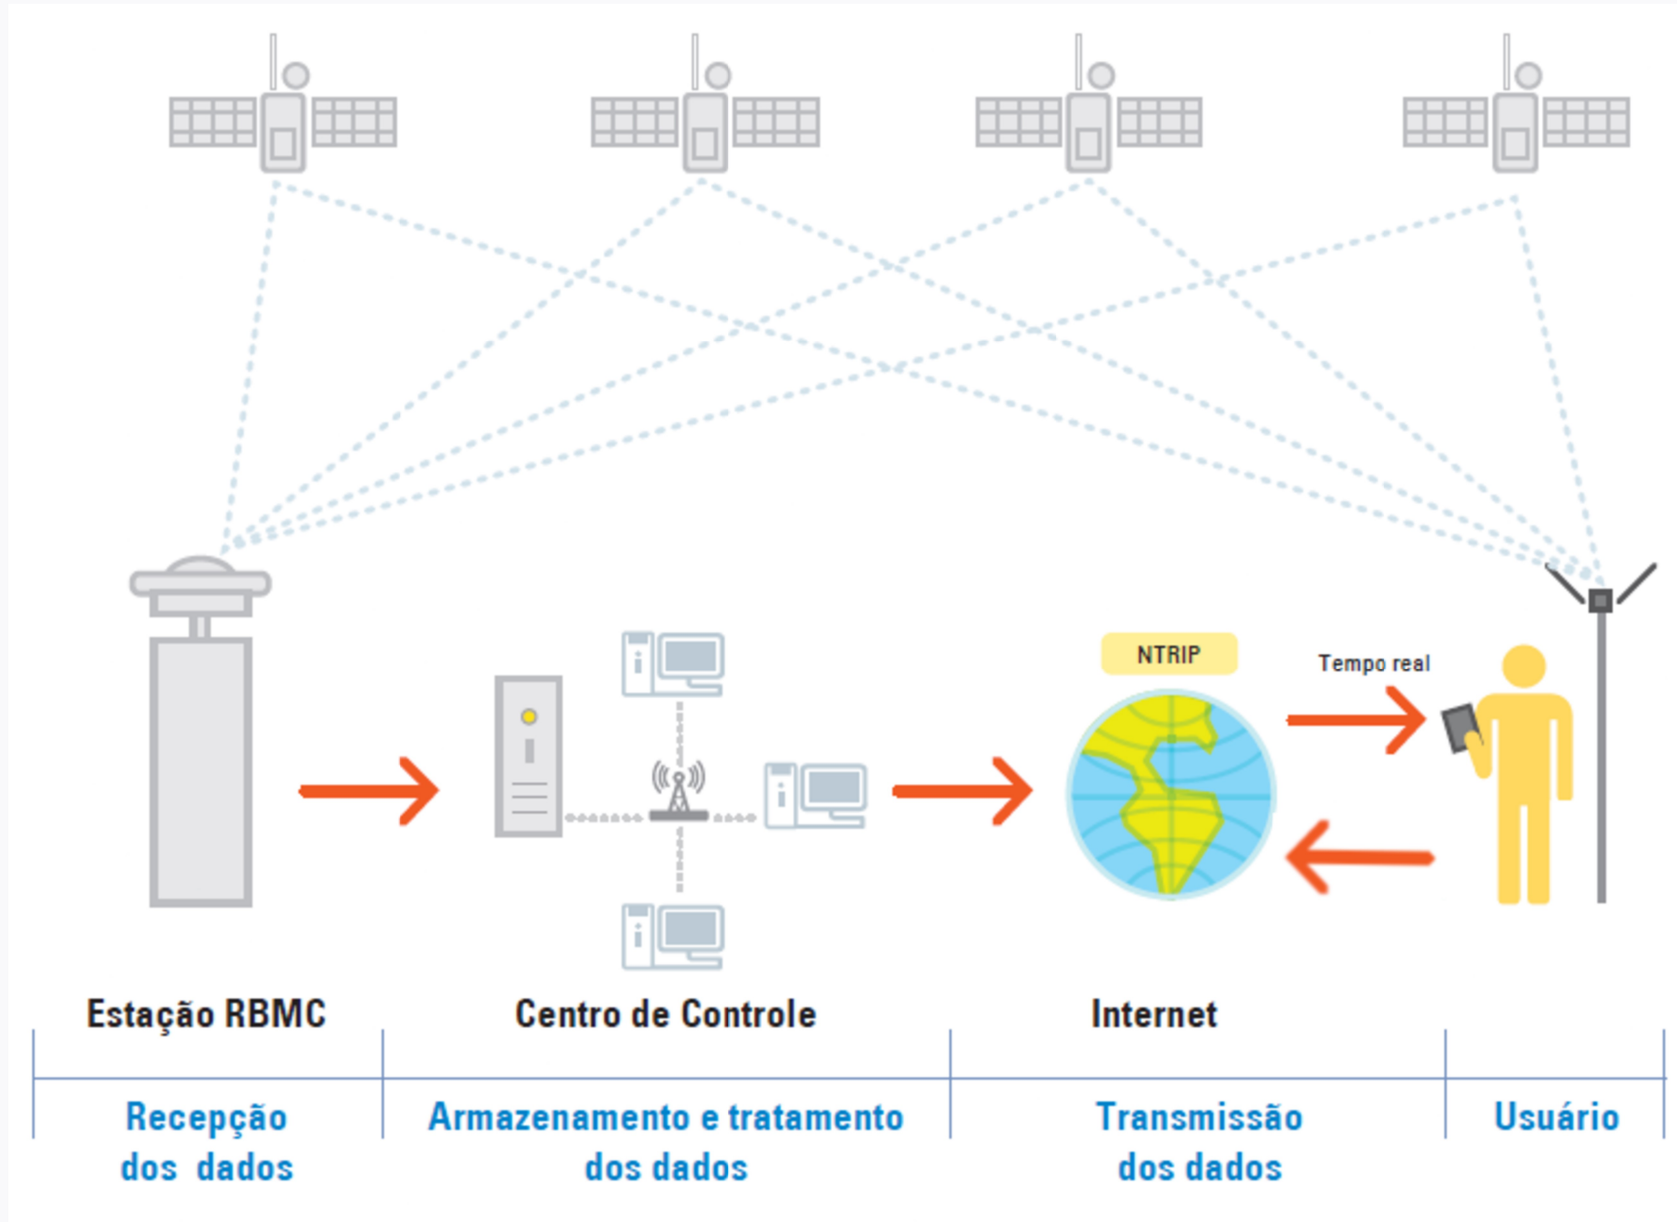 NTRIP
Tempo real
Estação RBMC
Centro de Controle
Internet
Recepção
dos dados
Armazenamento e tratamento
dos dados
Transmissão
dos dados
Usuário